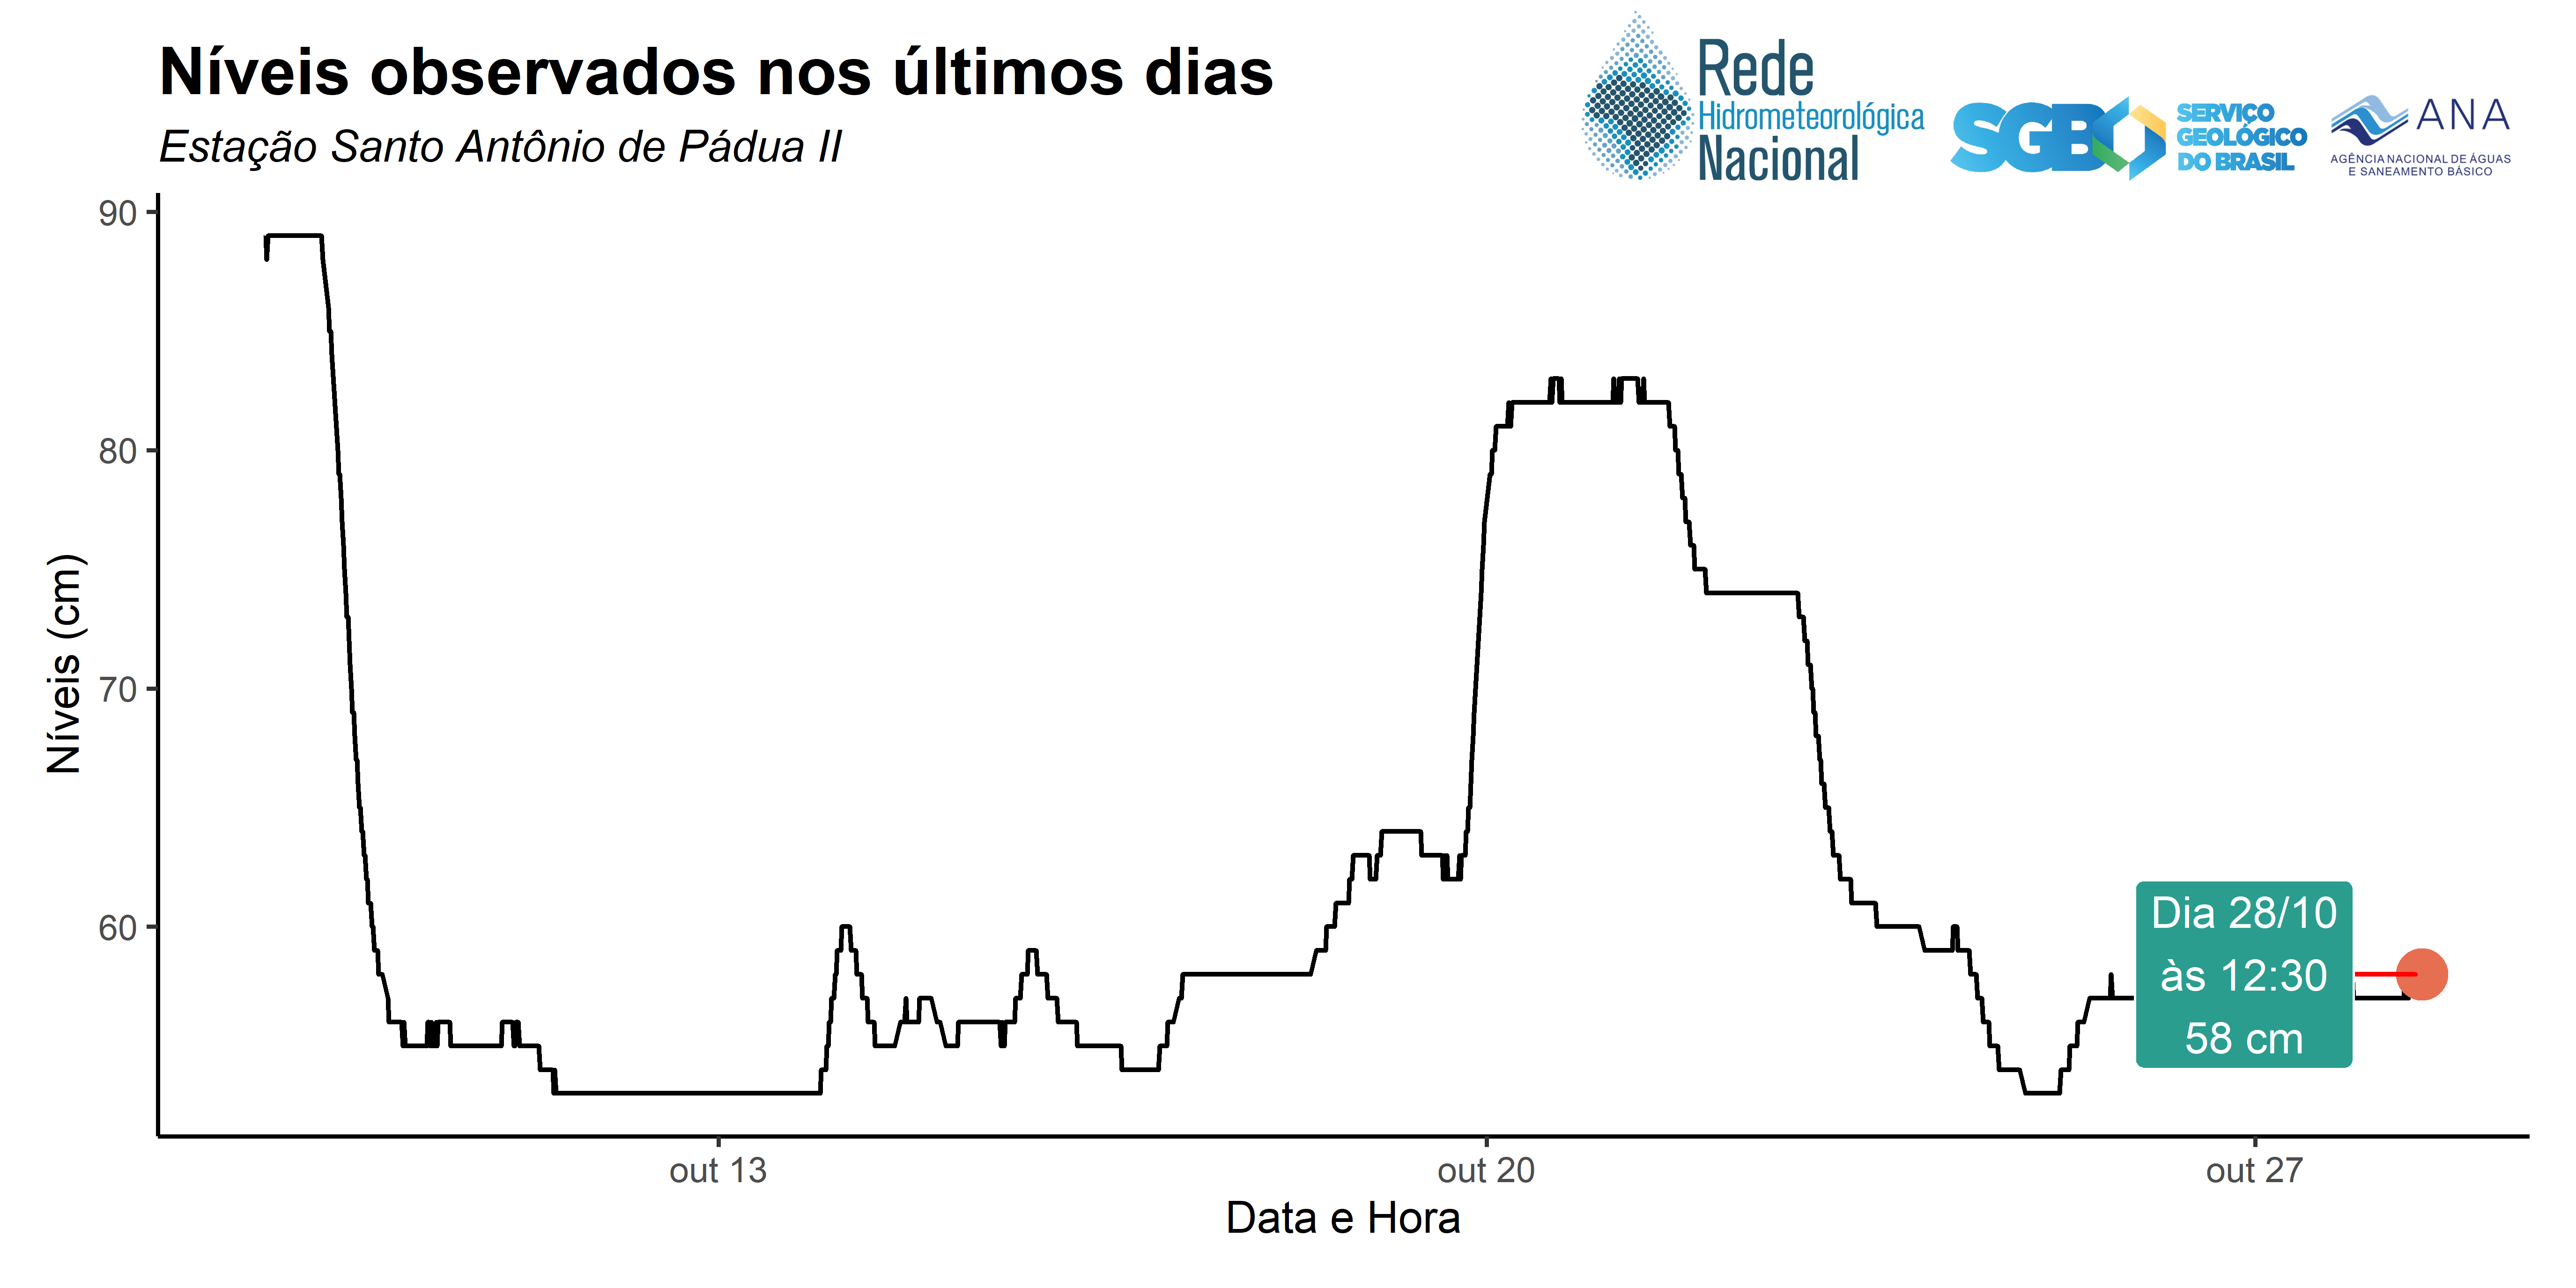 Níveis observados nos últimos dias
Estação Santo Antônio de Pádua II
Rede
Hidrometeorológica
Nacional
SGB
SERVIÇO
GEOLÓGICO
DO BRASIL
ANA
AGÊNCIA NACIONAL DE ÁGUAS
E SANEAMENTO BÁSICO
Níveis (cm)
90
80
70
60
Dia 28/10
às 12:30
58 cm
out 13
out 20
out 27
Data e Hora